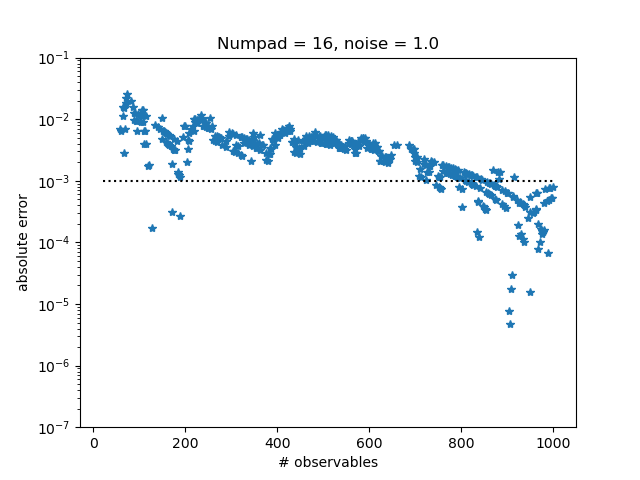 Numpad = 16, noise = 1.0
10⁻¹
10⁻²
10⁻³
10⁻⁴
10⁻⁵
10⁻⁶
10⁻⁷
absolute error
0 200 400 600 800 1000
# observables